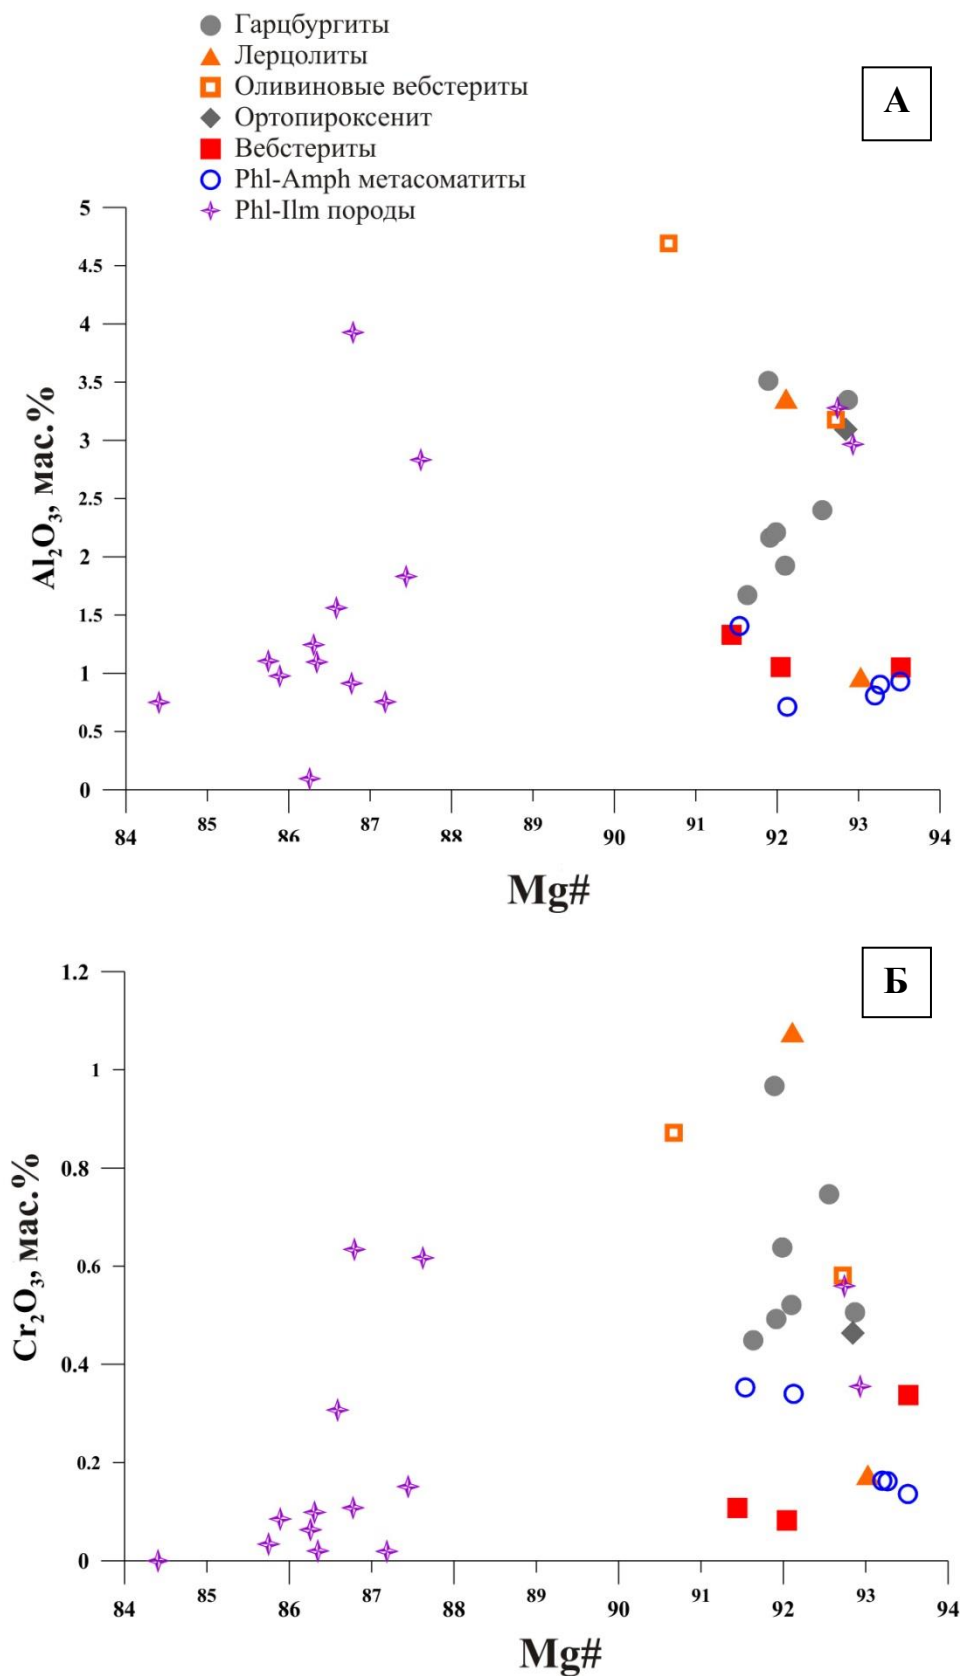 Гарцбургиты
Лерцолиты
Оливиновые вебстериты
Ортопироксенит
Вебстериты
Phl-Amph метасоматиты
Phl-Ilm породы
А
Al₂O₃, мас.%
5
4.5
4
3.5
3
2.5
2
1.5
1
0.5
0
84 85 86 87 88 89 90 91 92 93 94
Mg#
Б
Cr₂O₃, мас.%
1.2
1
0.8
0.6
0.4
0.2
0
84 85 86 87 88 89 90 91 92 93 94
Mg#